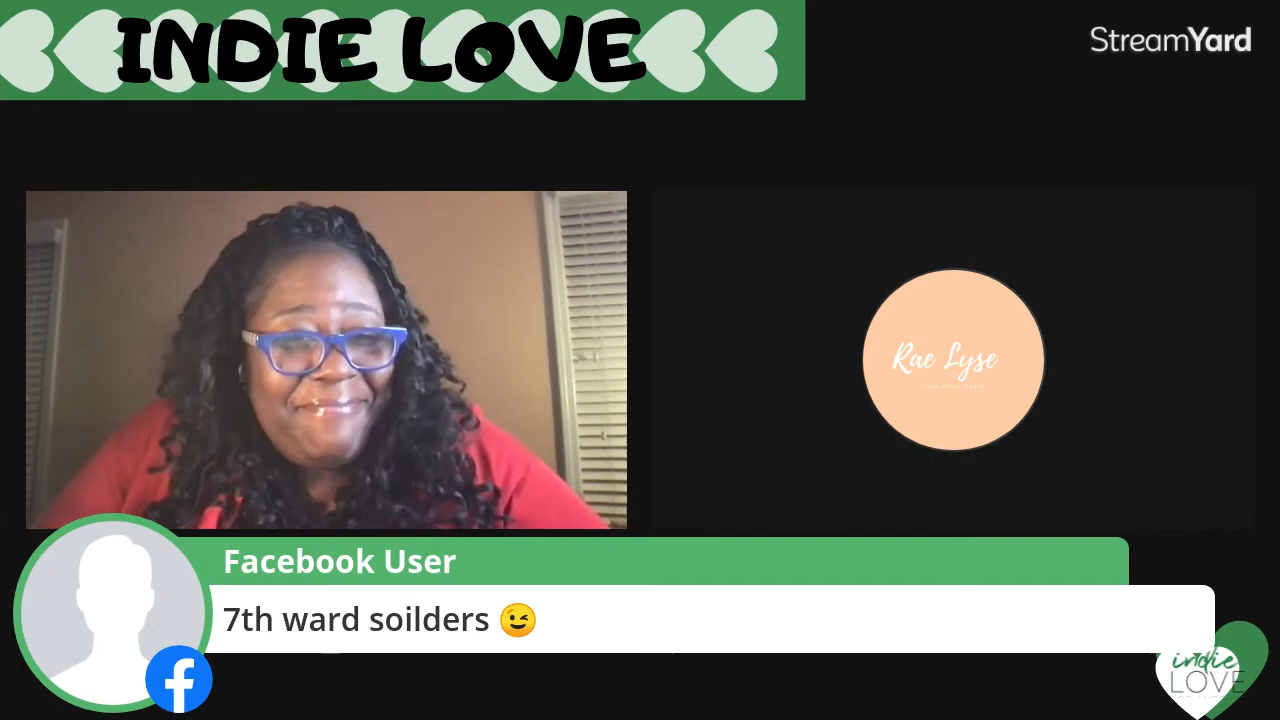 INDIE LOVE
StreamYard
Rae Lyse
Facebook User
7th ward soilders 😉
indie
LOVE